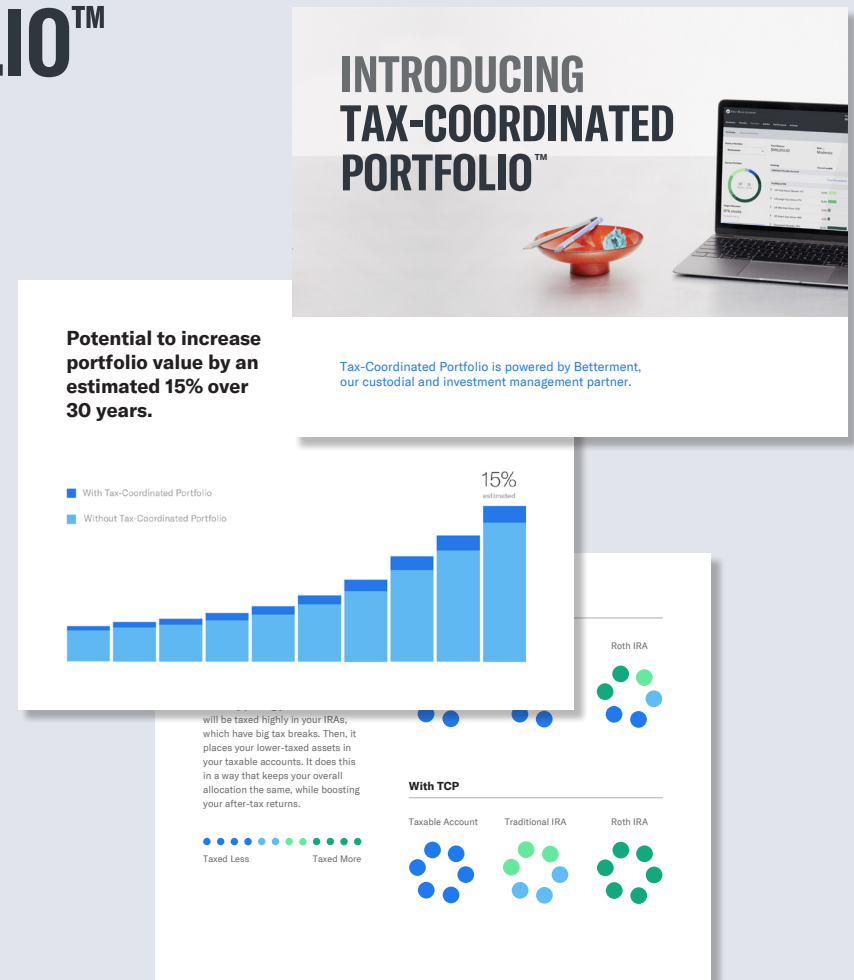 LIO™
INTRODUCING
TAX-COORDINATED
PORTFOLIO™
Tax-Coordinated Portfolio is powered by Betterment,
our custodial and investment management partner.
Potential to increase
portfolio value by an
estimated 15% over
30 years.
15%
estimated
With Tax-Coordinated Portfolio
Without Tax-Coordinated Portfolio
Roth IRA
will be taxed highly in your IRAs,
which have big tax breaks. Then, it
places your lower-taxed assets in
your taxable accounts. It does this
in a way that keeps your overall
allocation the same, while boosting
your after-tax returns.
Taxed Less
Taxed More
With TCP
Taxable Account
Traditional IRA
Roth IRA